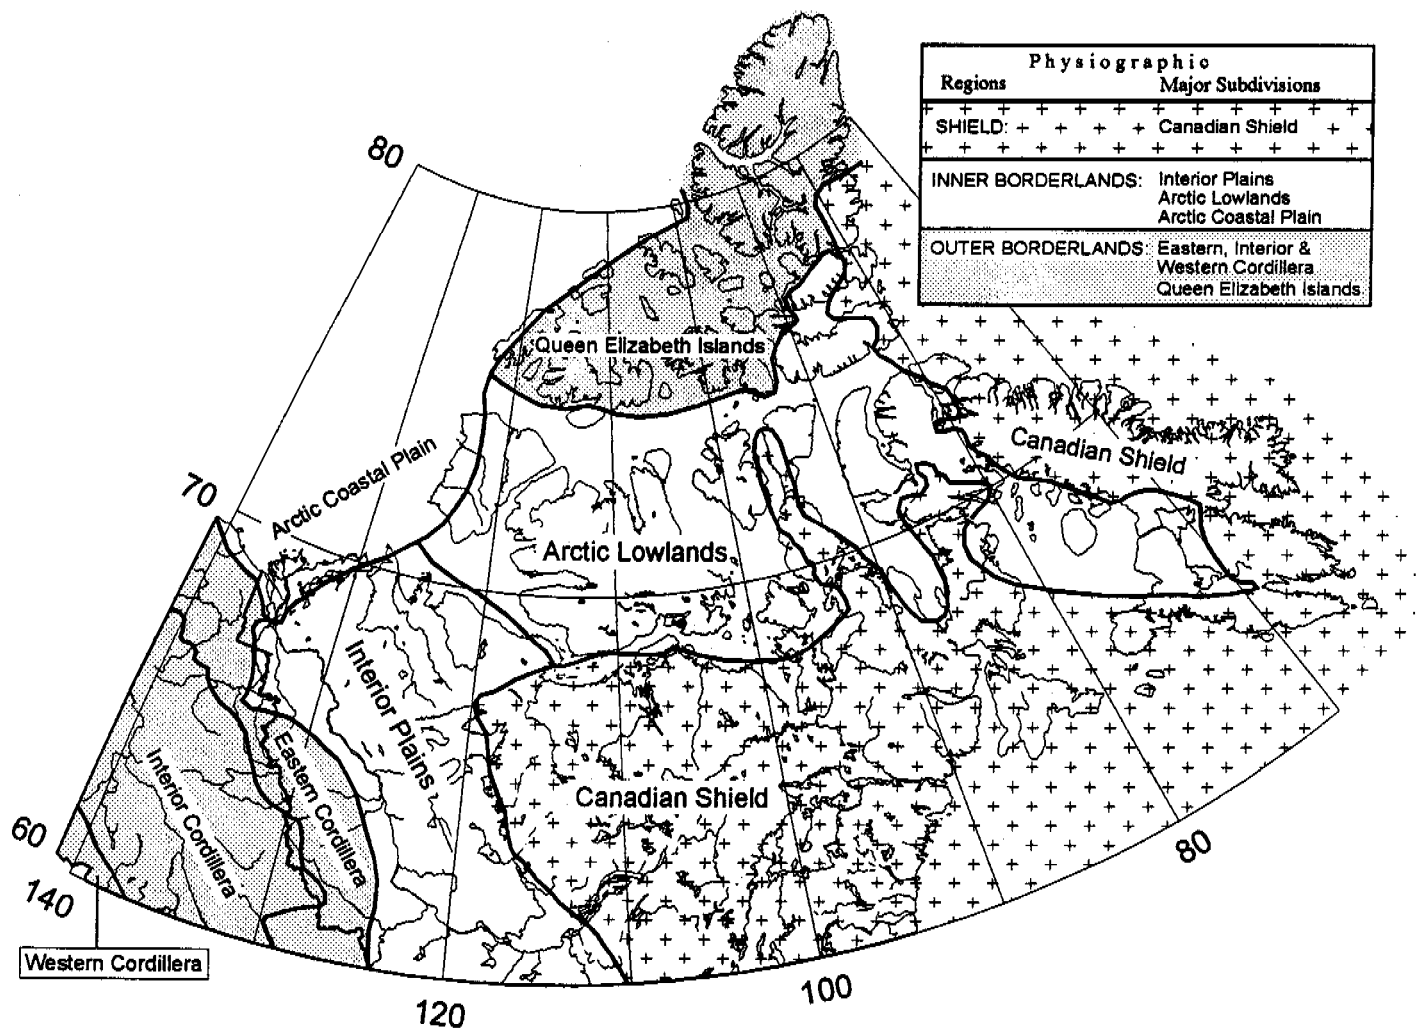 Physiographic
Regions Major Subdivisions
SHIELD: Canadian Shield
INNER BORDERLANDS: Interior Plains
Arctic Lowlands
Arctic Coastal Plain
OUTER BORDERLANDS: Eastern, Interior &
Western Cordillera
Queen Elizabeth Islands
80
Queen Elizabeth Islands
Canadian Shield
Arctic Coastal Plain
70
Arctic Lowlands
Interior Plains
Eastern Cordillera
Interior Cordillera
Canadian Shield
60
140
80
Western Cordillera
120
100